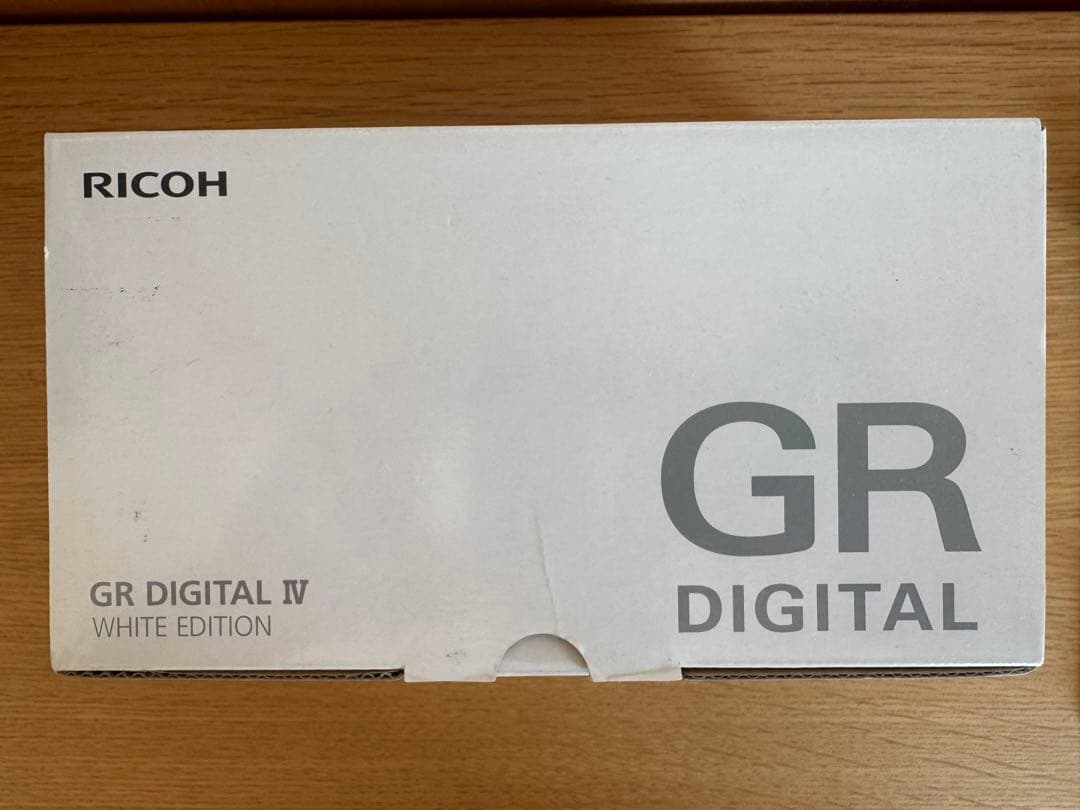 RICOH
GR
DIGITAL
GR DIGITAL Ⅳ
WHITE EDITION